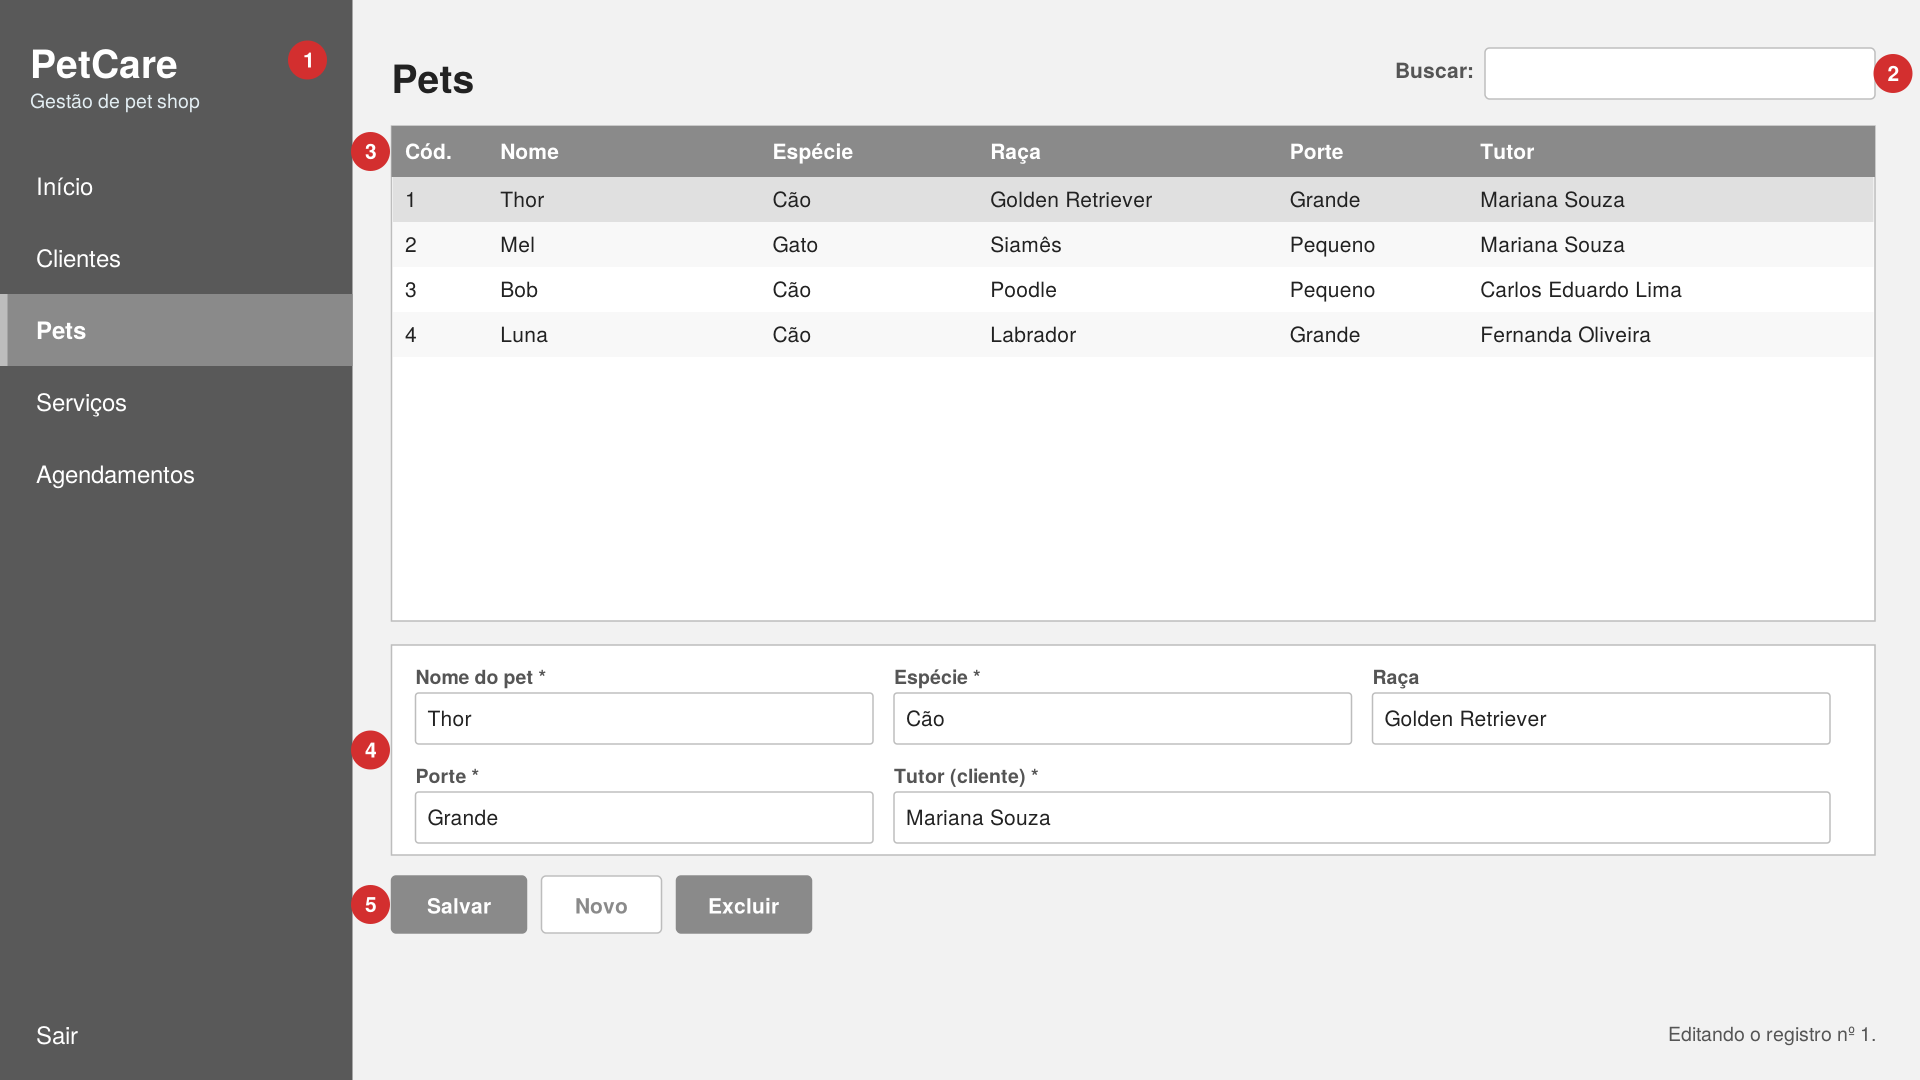 PetCare
1
Gestão de pet shop
Início
Clientes
Pets
Serviços
Agendamentos
Sair
Pets
Buscar:
2
3
Cód. Nome Espécie Raça Porte Tutor
1 Thor Cão Golden Retriever Grande Mariana Souza
2 Mel Gato Siamês Pequeno Mariana Souza
3 Bob Cão Poodle Pequeno Carlos Eduardo Lima
4 Luna Cão Labrador Grande Fernanda Oliveira
4
Nome do pet * Espécie * Raça
Thor Cão Golden Retriever
Porte * Tutor (cliente) *
Grande Mariana Souza
5
Salvar Novo Excluir
Editando o registro nº 1.